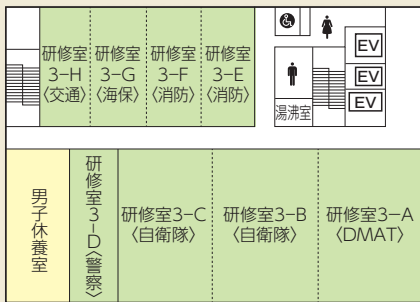 研修室
3-H
〈交通〉
研修室
3-G
〈海保〉
研修室
3-F
〈消防〉
研修室
3-E
〈消防〉
湯沸室
EV
EV
EV
男子休養室
研修室3-D〈警察〉
研修室3-C
〈自衛隊〉
研修室3-B
〈自衛隊〉
研修室3-A
〈DMAT〉